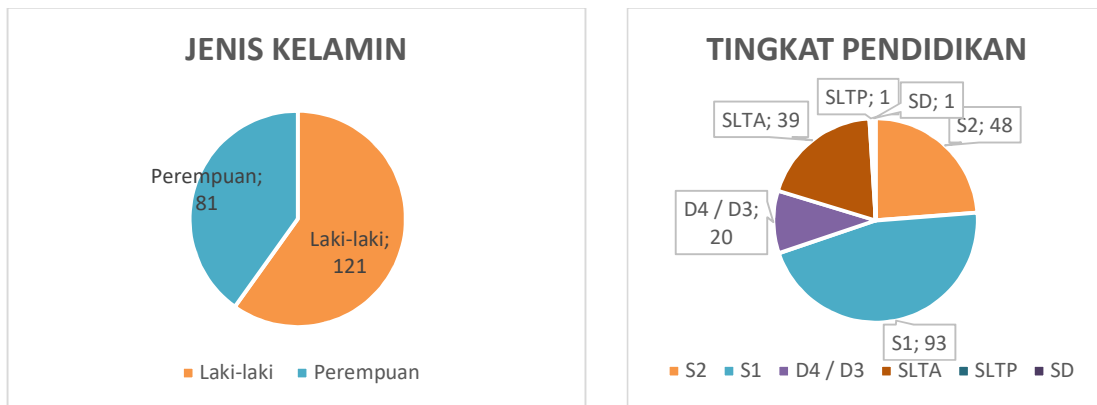 JENIS KELAMIN
Perempuan;
81
Laki-laki;
121
Laki-laki Perempuan
TINGKAT PENDIDIKAN
SLTP; 1
SD; 1
SLTA; 39
S2; 48
D4 / D3;
20
S1; 93
S2 S1 D4 / D3 SLTA SLTP SD